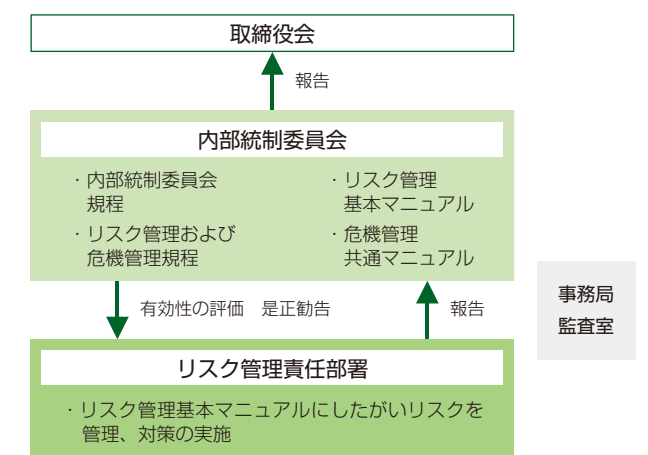 取締役会
報告
内部統制委員会
・内部統制委員会
規程
・リスク管理および
危機管理規程
・リスク管理
基本マニュアル
・危機管理
共通マニュアル
有効性の評価　是正勧告
報告
事務局
監査室
リスク管理責任部署
・リスク管理基本マニュアルにしたがいリスクを
管理、対策の実施